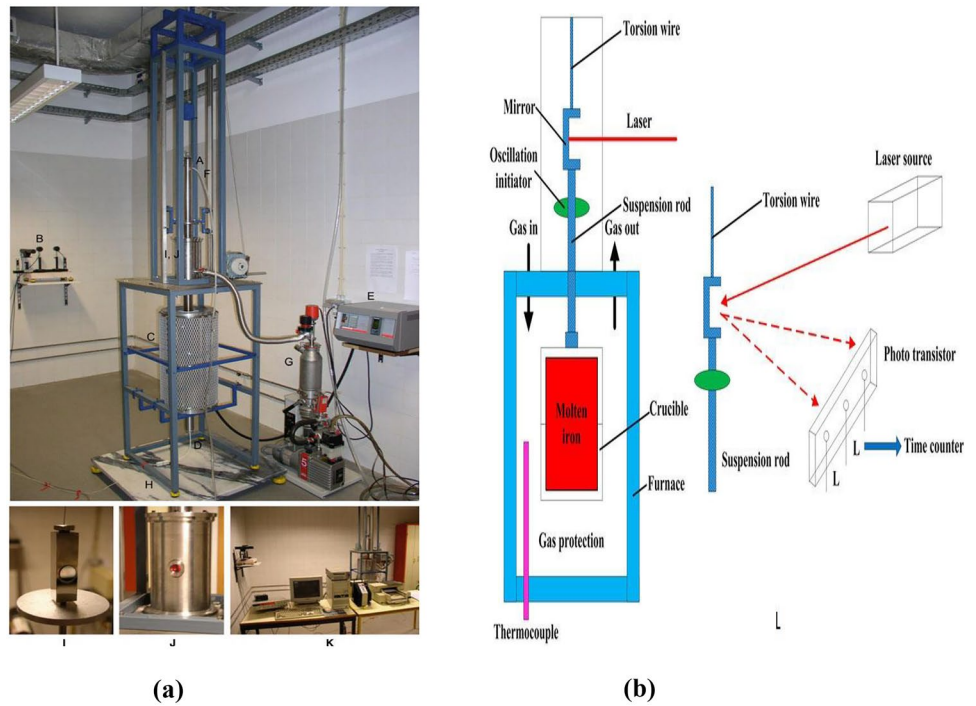 A
F
B
I, J
E
C
G
D
H
I
J
K
(a)
Torsion wire
Mirror
Laser
Oscillation
initiator
Suspension rod
Gas in
Gas out
Molten
iron
Crucible
Furnace
Gas protection
Thermocouple
Laser source
Torsion wire
Photo transistor
L
Time counter
L
Suspension rod
L
(b)